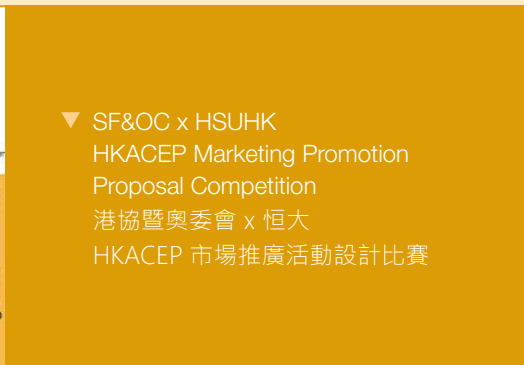 ▼ SF&OC x HSUHK
HKACEP Marketing Promotion
Proposal Competition
港協暨奧委會 x 恒大
HKACEP 市場推廣活動設計比賽